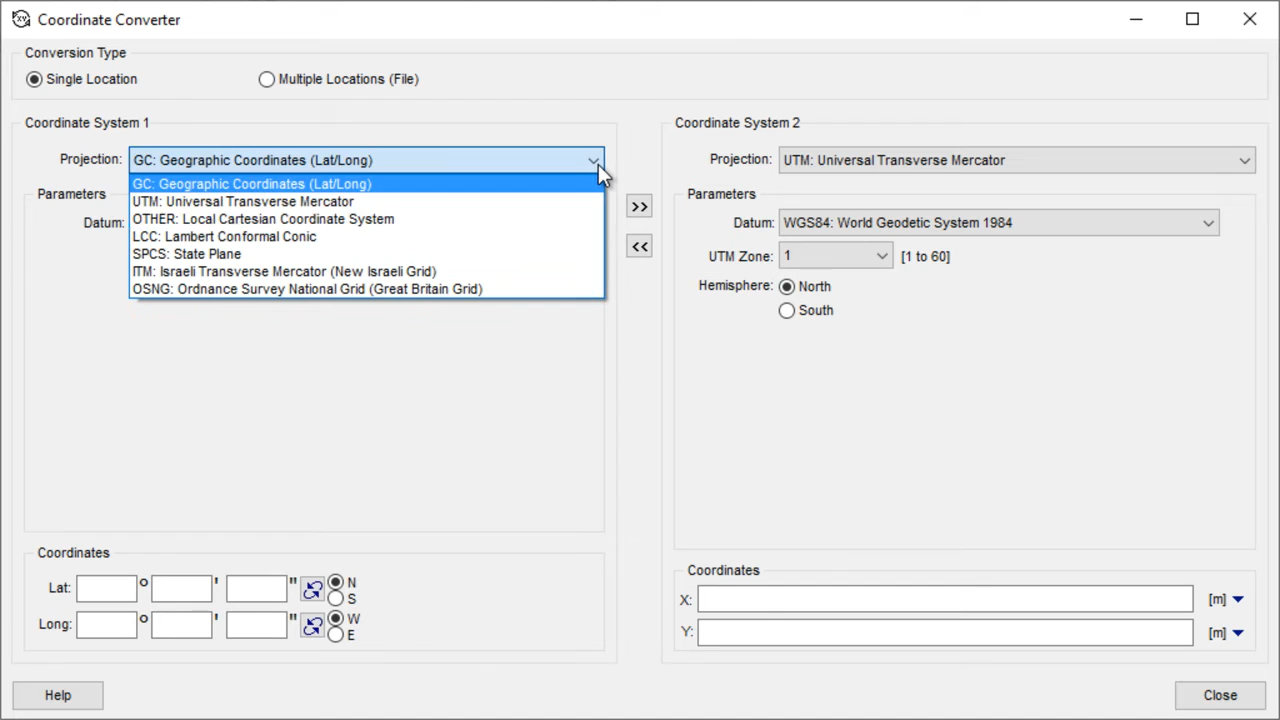 Coordinate Converter
Conversion Type
Single Location
Multiple Locations (File)
Coordinate System 1
Projection: GC: Geographic Coordinates (Lat/Long)
GC: Geographic Coordinates (Lat/Long)
UTM: Universal Transverse Mercator
OTHER: Local Cartesian Coordinate System
LCC: Lambert Conformal Conic
SPCS: State Plane
ITM: Israeli Transverse Mercator (New Israeli Grid)
OSNG: Ordnance Survey National Grid (Great Britain Grid)
Parameters
Datum:
Coordinates
Lat: ° ' " N
S
Long: ° ' " W
E
>>
<<
Coordinate System 2
Projection: UTM: Universal Transverse Mercator
Parameters
Datum: WGS84: World Geodetic System 1984
UTM Zone: 1 [1 to 60]
Hemisphere: North
South
Coordinates
X: [m]
Y: [m]
Help
Close